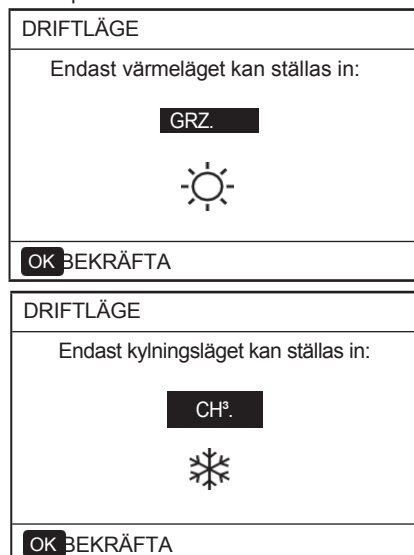 DRIFTLÄGE
Endast värmeläget kan ställas in:
GRZ.
OK BEKRÄFTA
DRIFTLÄGE
Endast kylningsläget kan ställas in:
CH³.
OK BEKRÄFTA